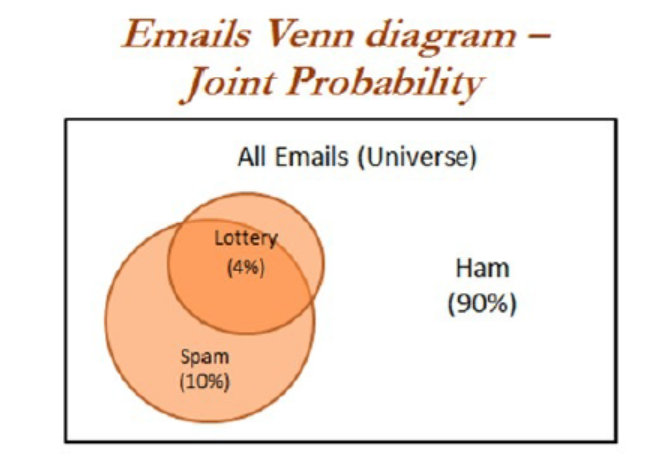 Emails Venn diagram –
Joint Probability
All Emails (Universe)
Lottery
(4%)
Ham
(90%)
Spam
(10%)